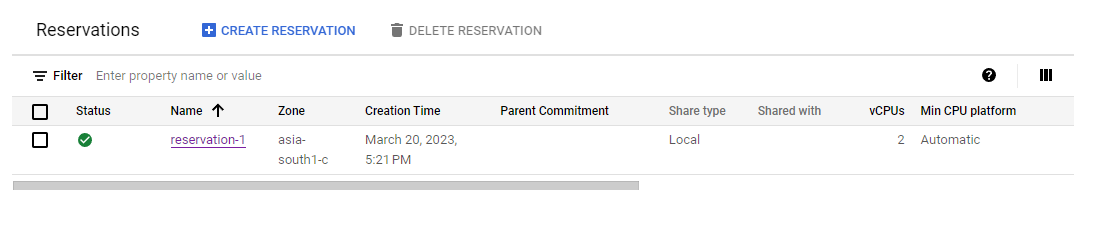 Reservations CREATE RESERVATION DELETE RESERVATION
Filter Enter property name or value
Status Name Zone Creation Time Parent Commitment Share type Shared with vCPUs Min CPU platform
reservation-1 asia- March 20, 2023, Local 2 Automatic
south1-c 5:21 PM